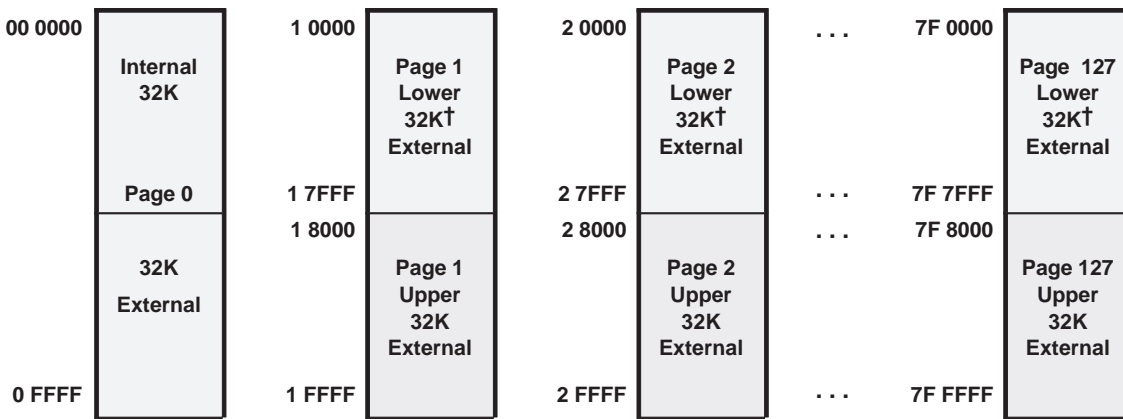 00 0000
Internal
32K
Page 0
32K
External
0 FFFF
1 0000
Page 1
Lower
32K†
External
1 7FFF
1 8000
Page 1
Upper
32K
External
1 FFFF
2 0000
Page 2
Lower
32K†
External
2 7FFF
2 8000
Page 2
Upper
32K
External
2 FFFF
. . .
. . .
. . .
. . .
7F 0000
Page 127
Lower
32K†
External
7F 7FFF
7F 8000
Page 127
Upper
32K
External
7F FFFF